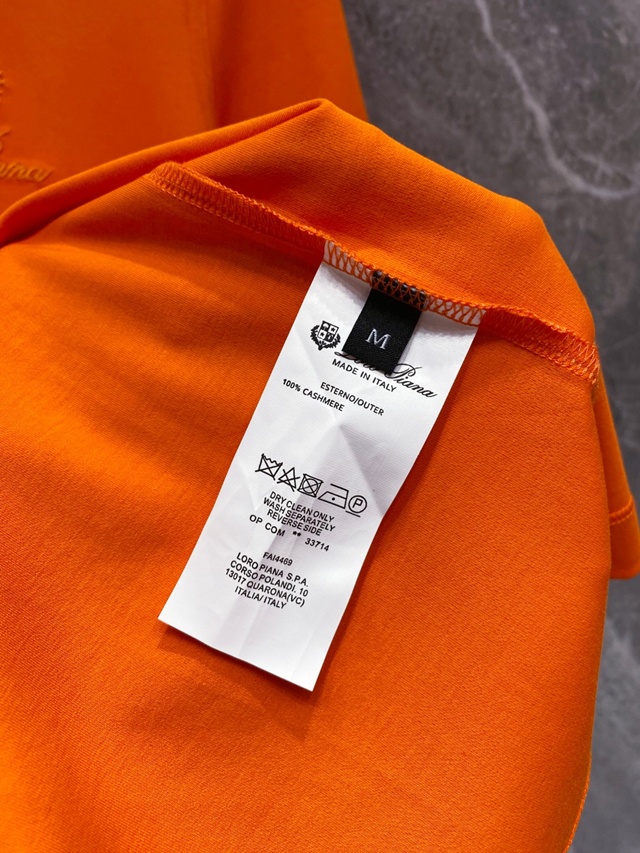 M
Loro Piana
MADE IN ITALY
ESTERNO/OUTER
100% CASHMERE
P
DRY CLEAN ONLY
WASH SEPARATELY
REVERSE SIDE
OP COM ** 33714
FAI4469
LORO PIANA S.P.A.
CORSO POLANDI. 10
13017 QUARONA(VC)
ITALIA/ITALY